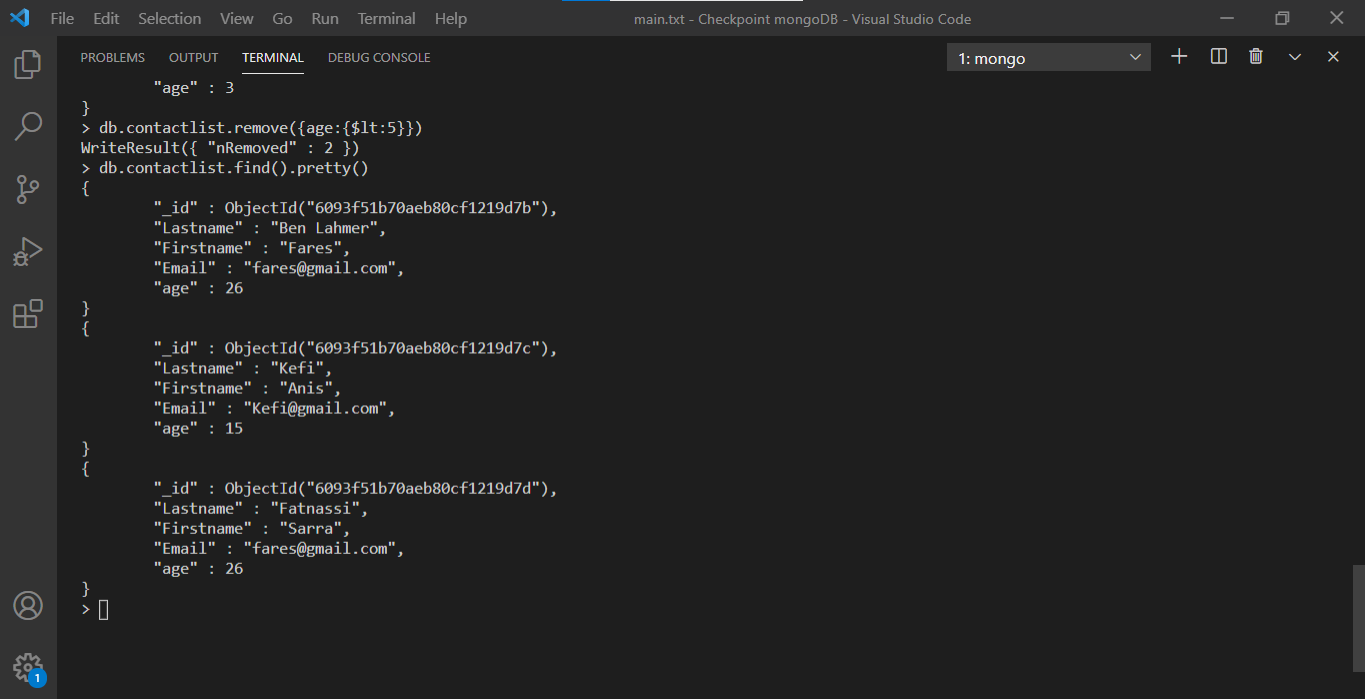 File Edit Selection View Go Run Terminal Help main.txt - Checkpoint mongoDB - Visual Studio Code
PROBLEMS OUTPUT TERMINAL DEBUG CONSOLE 1: mongo
"age" : 3
}
> db.contactlist.remove({age:{$lt:5}})
WriteResult({ "nRemoved" : 2 })
> db.contactlist.find().pretty()
{
"_id" : ObjectId("6093f51b70aeb80cf1219d7b"),
"Lastname" : "Ben Lahmer",
"Firstname" : "Fares",
"Email" : "fares@gmail.com",
"age" : 26
}
{
"_id" : ObjectId("6093f51b70aeb80cf1219d7c"),
"Lastname" : "Kefi",
"Firstname" : "Anis",
"Email" : "Kefi@gmail.com",
"age" : 15
}
{
"_id" : ObjectId("6093f51b70aeb80cf1219d7d"),
"Lastname" : "Fatnassi",
"Firstname" : "Sarra",
"Email" : "fares@gmail.com",
"age" : 26
}
>
1